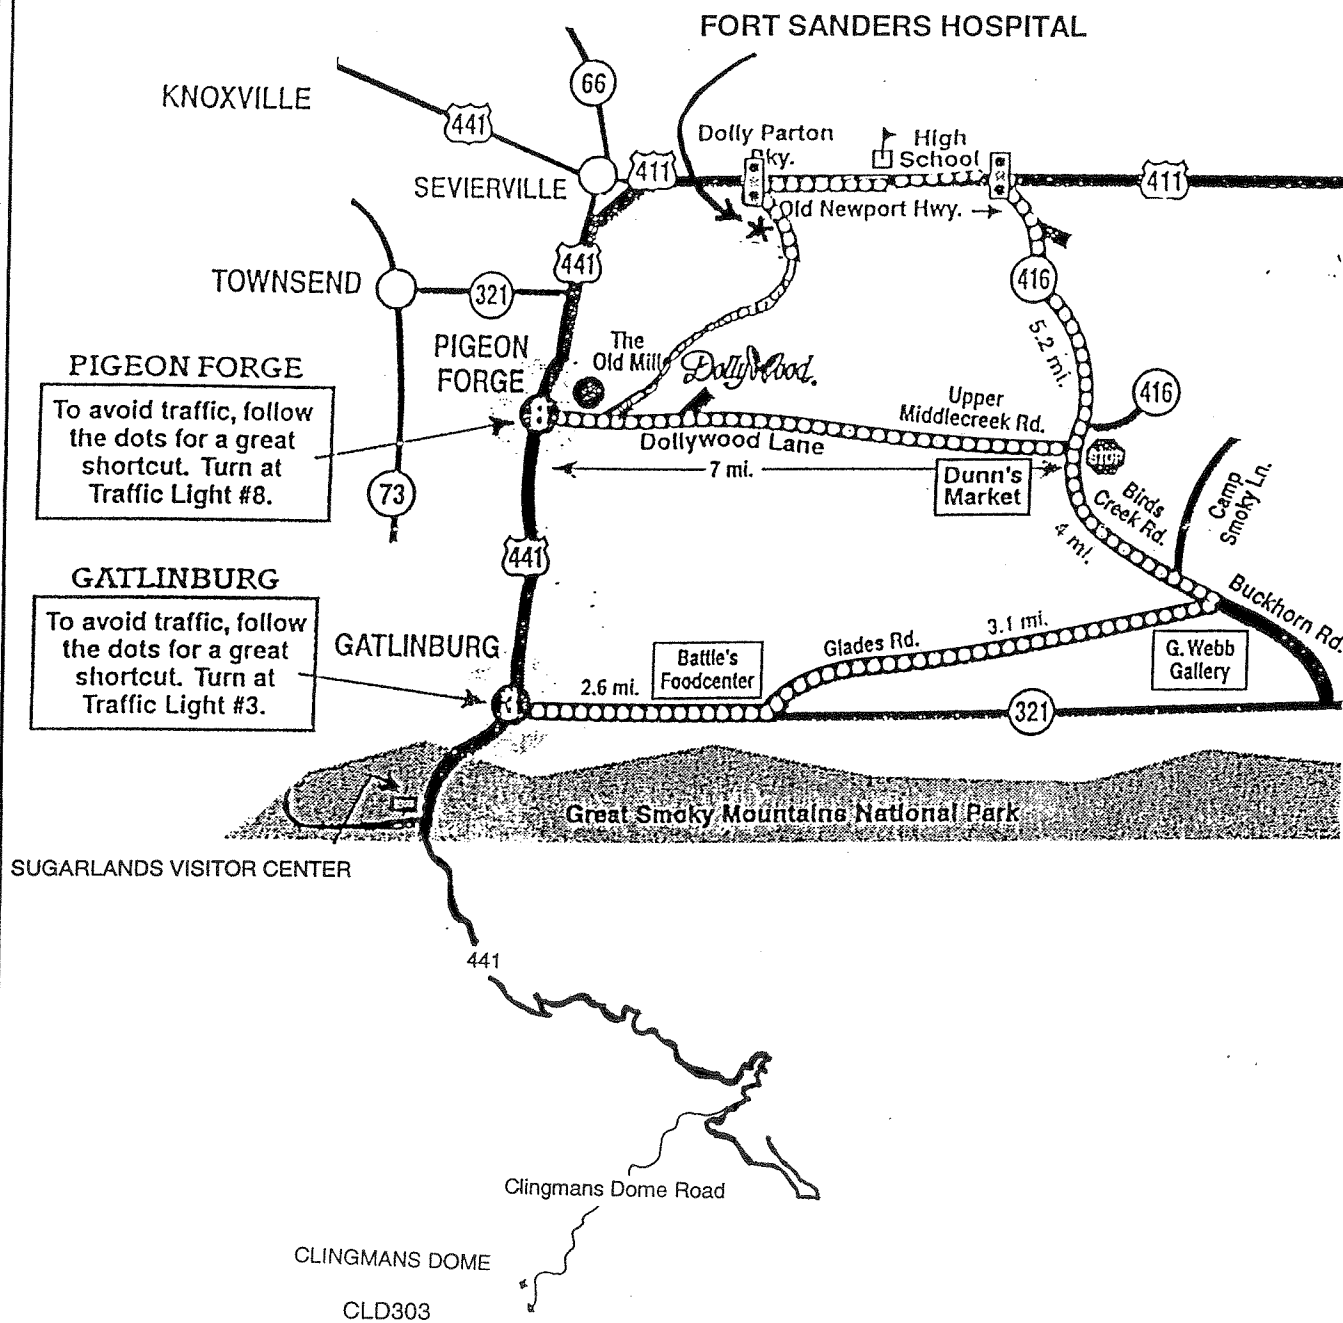 FORT SANDERS HOSPITAL
66
KNOXVILLE
441
Dolly Parton
Pky.
High
School
SEVIERVILLE
411
411
Old Newport Hwy.
441
416
TOWNSEND
321
5.2 mi.
The
Old Mill
PIGEON
FORGE
Dollywood.
PIGEON FORGE
To avoid traffic, follow
the dots for a great
shortcut. Turn at
Traffic Light #8.
416
Upper
Middlecreek Rd.
Dollywood Lane
7 mi.
STOP
Dunn's
Market
73
Birds
Creek Rd.
Camp
Smoky Ln.
4 mi.
441
GATLINBURG
To avoid traffic, follow
the dots for a great
shortcut. Turn at
Traffic Light #3.
Buckhorn Rd.
GATLINBURG
3.1 mi.
Glades Rd.
Battle's
Foodcenter
G. Webb
Gallery
2.6 mi.
3
321
Great Smoky Mountains National Park
SUGARLANDS VISITOR CENTER
441
Clingmans Dome Road
CLINGMANS DOME
CLD303